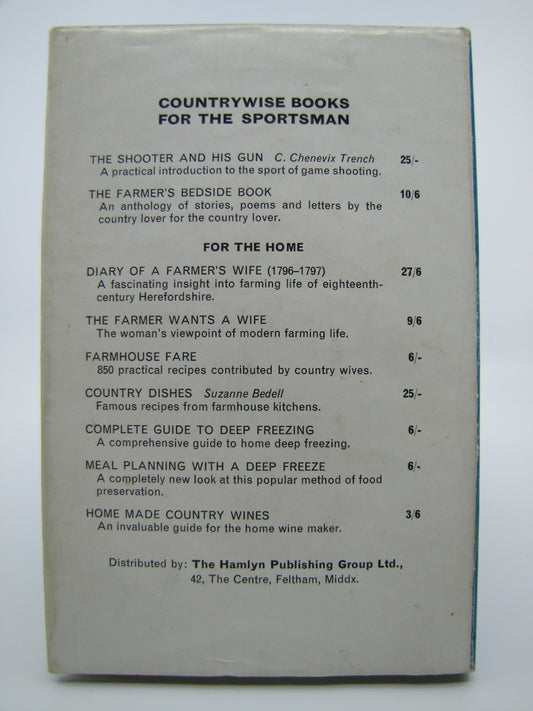 COUNTRYWISE BOOKS
FOR THE SPORTSMAN
THE SHOOTER AND HIS GUN C. Chenevix Trench 25/-
A practical introduction to the sport of game shooting.
THE FARMER'S BEDSIDE BOOK 10/6
An anthology of stories, poems and letters by the
country lover for the country lover.
FOR THE HOME
DIARY OF A FARMER'S WIFE (1796–1797) 27/6
A fascinating insight into farming life of eighteenth-
century Herefordshire.
THE FARMER WANTS A WIFE 9/6
The woman's viewpoint of modern farming life.
FARMHOUSE FARE 6/-
850 practical recipes contributed by country wives.
COUNTRY DISHES Suzanne Bedell 25/-
Famous recipes from farmhouse kitchens.
COMPLETE GUIDE TO DEEP FREEZING 6/-
A comprehensive guide to home deep freezing.
MEAL PLANNING WITH A DEEP FREEZE 6/-
A completely new look at this popular method of food
preservation.
HOME MADE COUNTRY WINES 3/6
An invaluable guide for the home wine maker.
Distributed by: The Hamlyn Publishing Group Ltd.,
42, The Centre, Feltham, Middx.